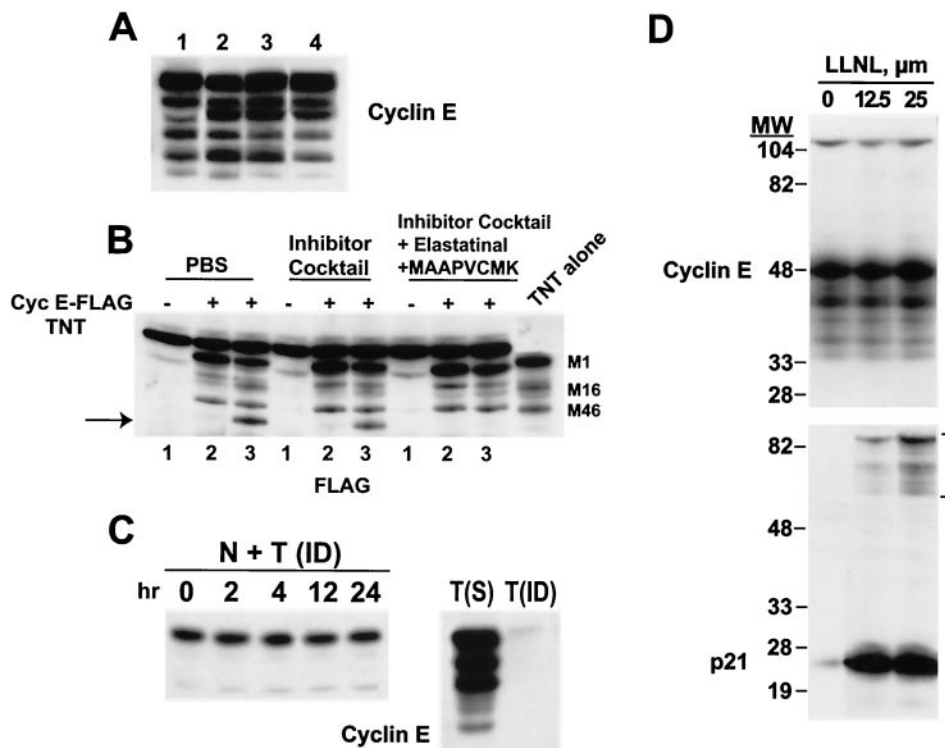 A
1 2 3 4
Cyclin E
B
PBS
Inhibitor
Cocktail
Inhibitor Cocktail
+ Elastatinal
+MAAPVCMK
TNT alone
Cyc E-FLAG
TNT
- + + - + + - + +
M1
M16
M46
1 2 3 1 2 3 1 2 3
FLAG
C
N + T (ID)
hr 0 2 4 12 24
T(S) T(ID)
Cyclin E
D
LLNL, µm
0 12.5 25
MW
104
82
Cyclin E 48
33
28
82
48
33
28
p21
19